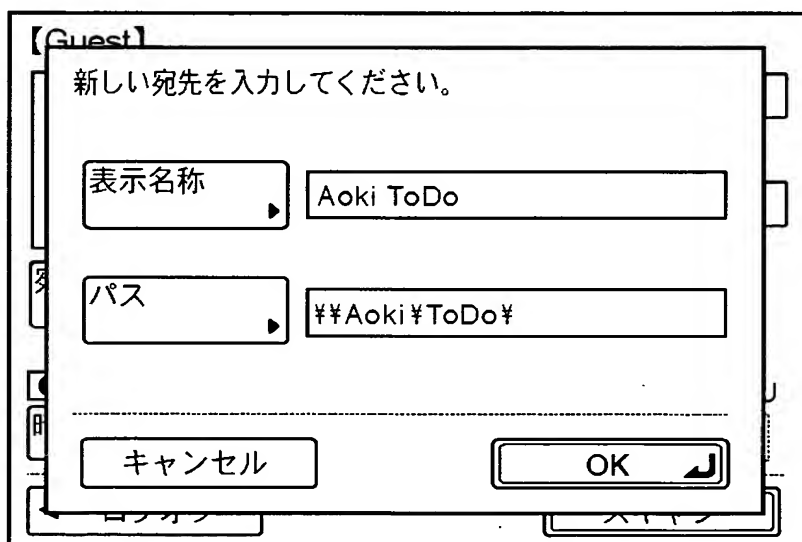 【Guest】
新しい宛先を入力してください。
表示名称
Aoki ToDo
パス
¥¥Aoki¥ToDo¥
キャンセル
OK